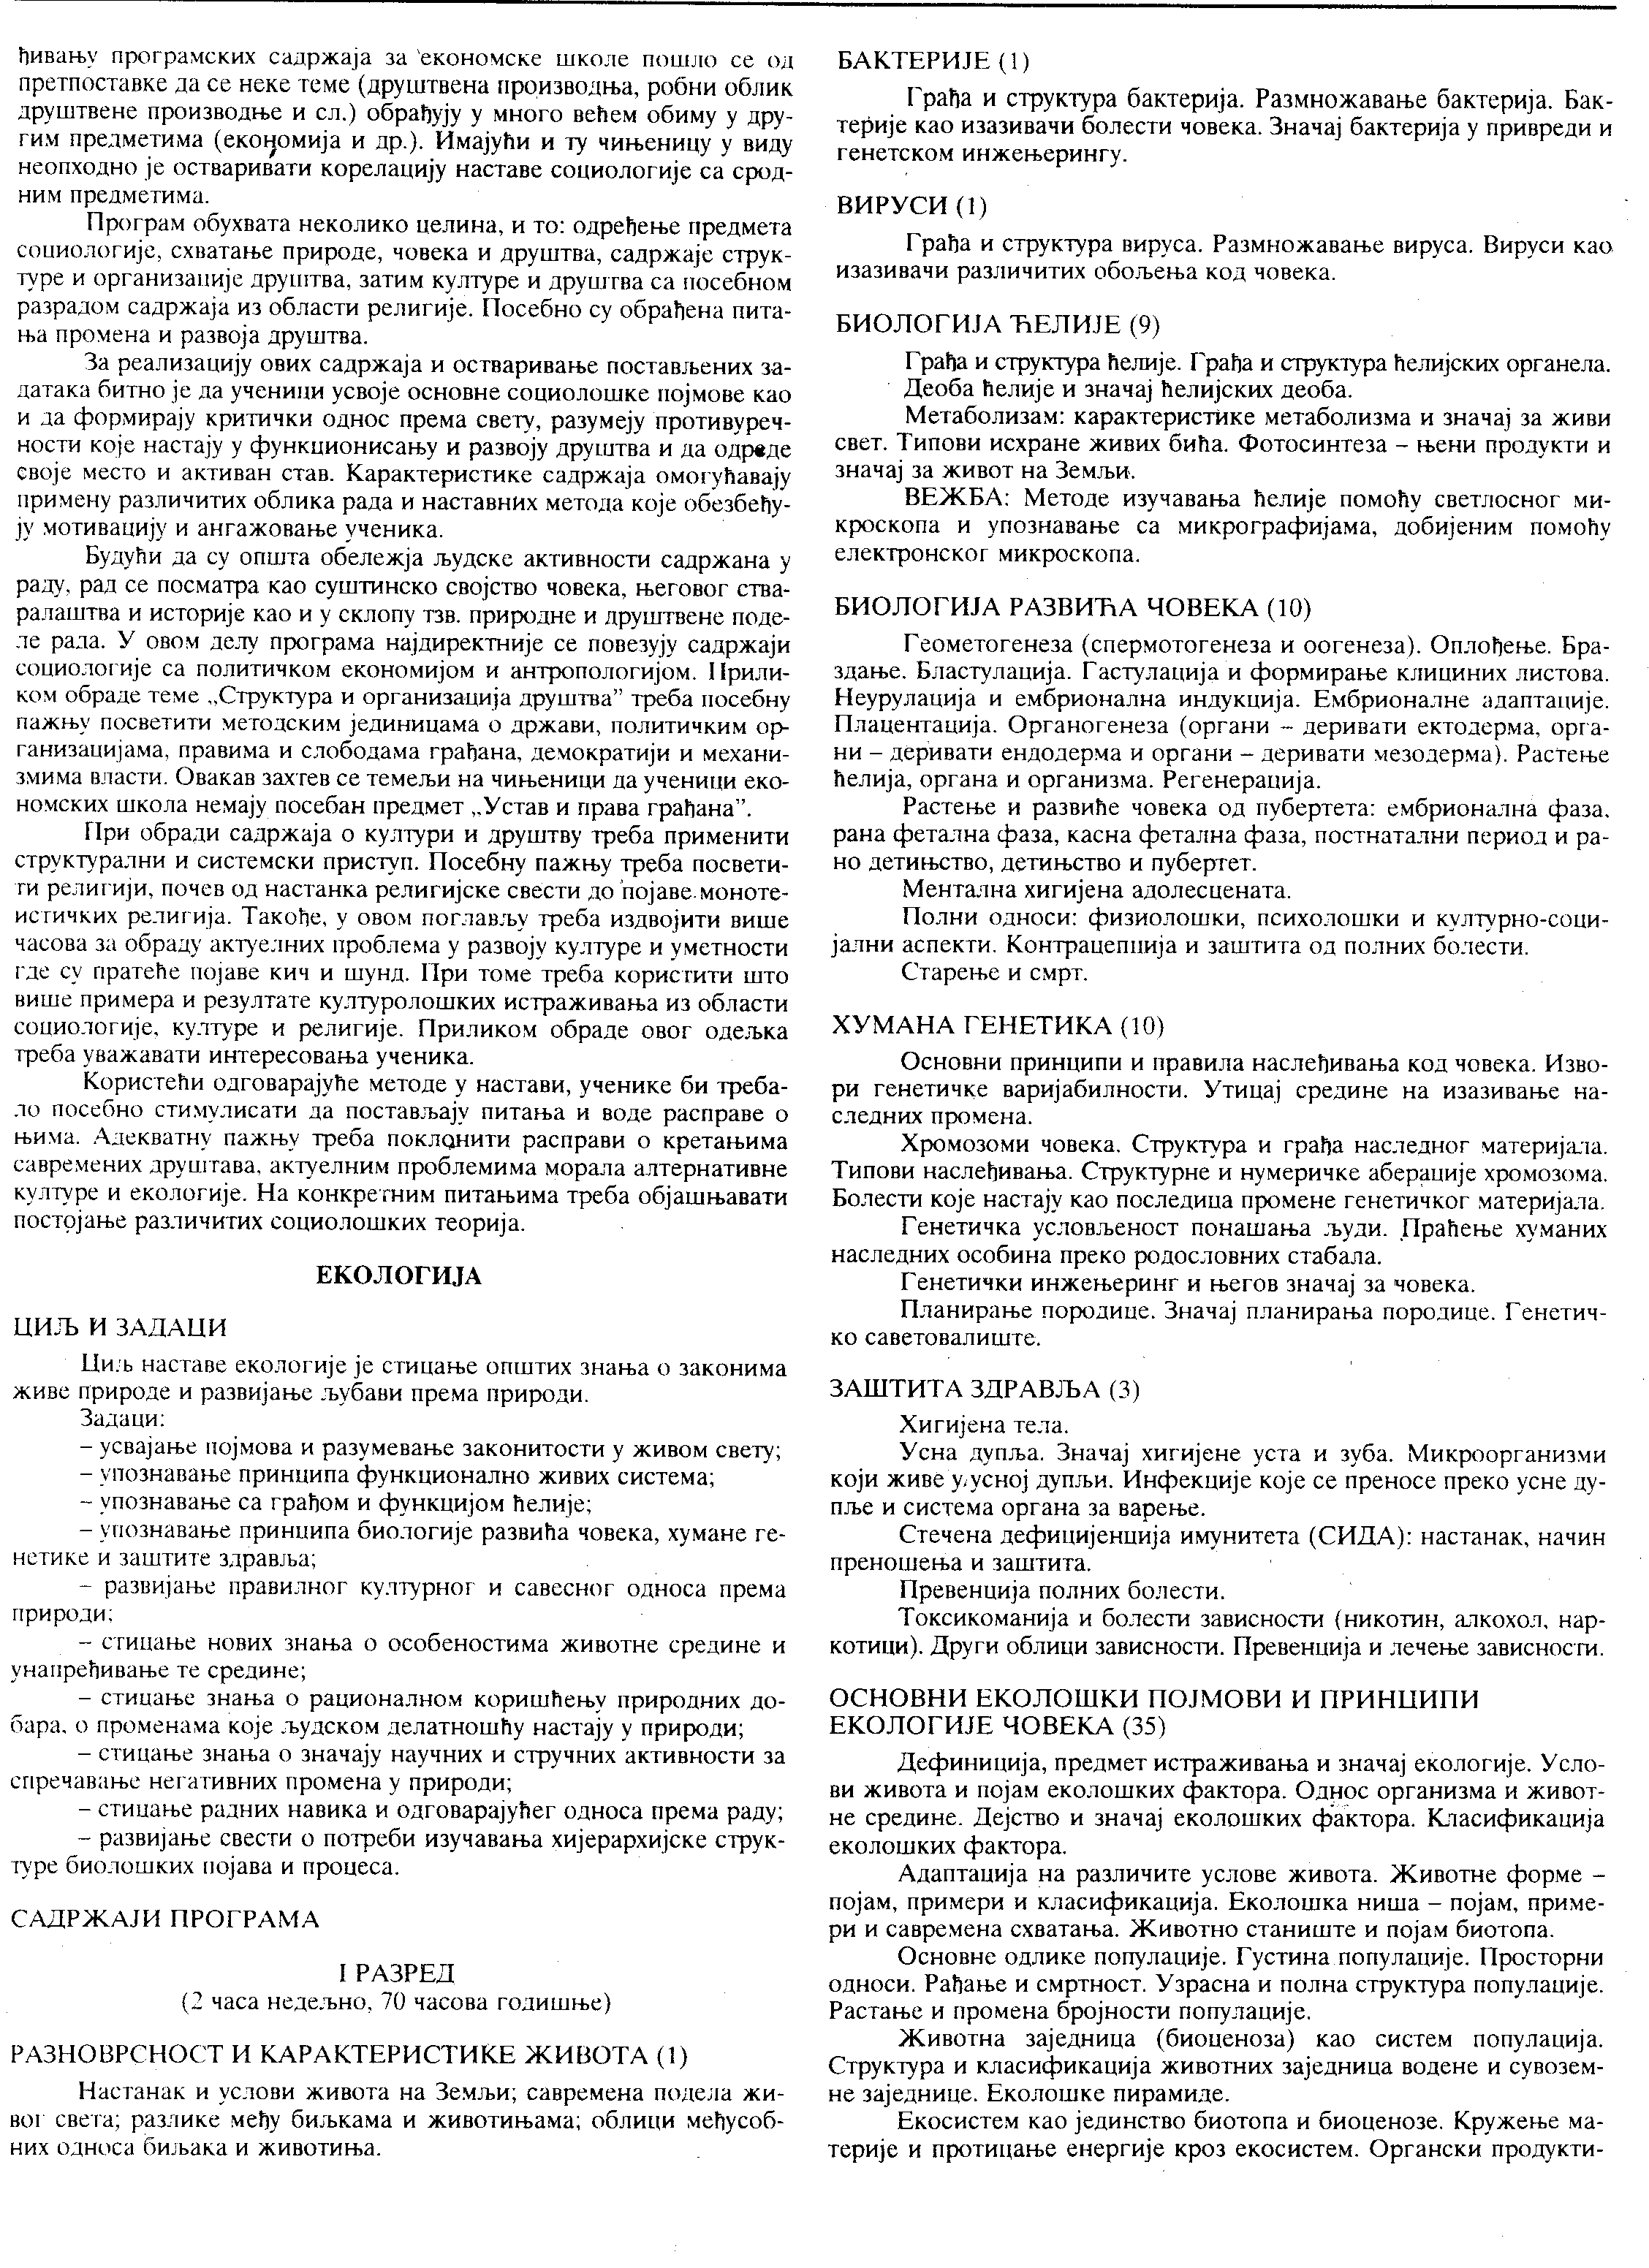 ђивању програмских садржаја за економске школе пошло се од
претпоставке да се неке теме (друштвена производња, робни облик
друштвене производње и сл.) обрађују у много већем обиму у дру-
гим предметима (економија и др.). Имајући и ту чињеницу у виду
неопходно је остваривати корелацију наставе социологије са срод-
ним предметима.
Програм обухвата неколико целина, и то: одређење предмета
социологије, схватање природе, човека и друштва, садржаје струк-
туре и организације друштва, затим културе и друштва са посебном
разрадом садржаја из области религије. Посебно су обрађена пита-
ња промена и развоја друштва.
За реализацију ових садржаја и остваривање постављених за-
датака битно је да ученици усвоје основне социолошке појмове као
и да формирају критички однос према свету, разумеју противуреч-
ности које настају у функционисању и развоју друштва и да одреде
своје место и активан став. Карактеристике садржаја омогућавају
примену различитих облика рада и наставних метода које обезбеђу-
ју мотивацију и ангажовање ученика.
Будући да су општа обележја људске активности садржана у
раду, рад се посматра као суштинско својство човека, његовог ства-
ралаштва и историје као и у склопу тзв. природне и друштвене поде-
ле рада. У овом делу програма најдиректније се повезују садржаји
социологије са политичком економијом и антропологијом. Прили-
ком обраде теме „Структура и организација друштва” треба посебну
пажњу посветити методским јединицама о држави, политичким ор-
ганизацијама, правима и слободама грађана, демократији и механи-
змима власти. Овакав захтев се темељи на чињеници да ученици еко-
номских школа немају посебан предмет „Устав и права грађана”.
При обради садржаја о култури и друштву треба применити
структурални и системски приступ. Посебну пажњу треба посвети-
ти религији, почев од настанка религијске свести до појаве моноте-
истичких религија. Такође, у овом поглављу треба издвојити више
часова за обраду актуелних проблема у развоју културе и уметности
где су пратеће појаве кич и шунд. При томе треба користити што
више примера и резултате културолошких истраживања из области
социологије, културе и религије. Приликом обраде овог одељка
треба уважавати интересовања ученика.
Користећи одговарајуће методе у настави, ученике би треба-
ло посебно стимулисати да постављају питања и воде расправе о
њима. Адекватну пажњу треба поклонити расправи о кретањима
савремених друштава, актуелним проблемима морала алтернативне
културе и екологије. На конкретним питањима треба објашњавати
постојање различитих социолошких теорија.
ЕКОЛОГИЈА
ЦИЉ И ЗАДАЦИ
Циљ наставе екологије је стицање општих знања о законима
живе природе и развијање љубави према природи.
Задаци:
– усвајање појмова и разумевање законитости у живом свету;
– упознавање принципа функционално живих система;
– упознавање са грађом и функцијом ћелије;
– упознавање принципа биологије развића човека, хумане ге-
нетике и заштите здравља;
– развијање правилног културног и савесног односа према
природи;
– стицање нових знања о особеностима животне средине и
унапређивање те средине;
– стицање знања о рационалном коришћењу природних до-
бара, о променама које људском делатношћу настају у природи;
– стицање знања о значају научних и стручних активности за
спречавање негативних промена у природи;
– стицање радних навика и одговарајућег односа према раду;
– развијање свести о потреби изучавања хијерархијске струк-
туре биолошких појава и процеса.
САДРЖАЈИ ПРОГРАМА
I РАЗРЕД
(2 часа недељно, 70 часова годишње)
РАЗНОВРСНОСТ И КАРАКТЕРИСТИКЕ ЖИВОТА (1)
Настанак и услови живота на Земљи; савремена подела жи-
вог света; разлике међу биљкама и животињама; облици међусоб-
них односа биљака и животиња.
БАКТЕРИЈЕ (1)
Грађа и структура бактерија. Размножавање бактерија. Бак-
терије као изазивачи болести човека. Значај бактерија у привреди и
генетском инжењерингу.
ВИРУСИ (1)
Грађа и структура вируса. Размножавање вируса. Вируси као
изазивачи различитих обољења код човека.
БИОЛОГИЈА ЋЕЛИЈЕ (9)
Грађа и структура ћелије. Грађа и структура ћелијских органела.
Деоба ћелије и значај ћелијских деоба.
Метаболизам: карактеристике метаболизма и значај за живи
свет. Типови исхране живих бића. Фотосинтеза – њени продукти и
значај за живот на Земљи.
ВЕЖБА: Методе изучавања ћелије помоћу светлосног ми-
кроскопа и упознавање са микрографијама, добијеним помоћу
електронског микроскопа.
БИОЛОГИЈА РАЗВИЋА ЧОВЕКА (10)
Геометогенеза (спермотогенеза и оогенеза). Оплођење. Бра-
здање. Бластулација. Гастулација и формирање клициних листова.
Неурулација и ембрионална индукција. Ембрионалне адаптације.
Плацентација. Органогенеза (органи – деривати ектодерма, орга-
ни – деривати ендодерма и органи – деривати мезодерма). Растење
ћелија, органа и организма. Регенерација.
Растење и развиће човека од пубертета: ембрионална фаза,
рана фетална фаза, касна фетална фаза, постнатални период и ра-
но детињство, детињство и пубертет.
Ментална хигијена адолесцената.
Полни односи: физиолошки, психолошки и културно-соци-
јални аспекти. Контрацепција и заштита од полних болести.
Старење и смрт.
ХУМАНА ГЕНЕТИКА (10)
Основни принципи и правила наслеђивања код човека. Изво-
ри генетичке варијабилности. Утицај средине на изазивање на-
следних промена.
Хромозоми човека. Структура и грађа наследног материјала.
Типови наслеђивања. Структурне и нумеричке аберације хромозома.
Болести које настају као последица промене генетичког материјала.
Генетичка условљеност понашања људи. Праћење хуманих
наследних особина преко родословних стабала.
Генетички инжењеринг и његов значај за човека.
Планирање породице. Значај планирања породице. Генетич-
ко саветовалиште.
ЗАШТИТА ЗДРАВЉА (3)
Хигијена тела.
Усна дупља. Значај хигијене уста и зуба. Микроорганизми
који живе у усној дупљи. Инфекције које се преносе преко усне ду-
пље и система органа за варење.
Стечена дефицијенција имунитета (СИДА): настанак, начин
преношења и заштита.
Превенција полних болести.
Токсикоманија и болести зависности (никотин, алкохол, нар-
котици). Други облици зависности. Превенција и лечење зависности.
ОСНОВНИ ЕКОЛОШКИ ПОЈМОВИ И ПРИНЦИПИ
ЕКОЛОГИЈЕ ЧОВЕКА (35)
Дефиниција, предмет истраживања и значај екологије. Усло-
ви живота и појам еколошких фактора. Однос организма и живот-
не средине. Дејство и значај еколошких фактора. Класификација
еколошких фактора.
Адаптација на различите услове живота. Животне форме –
појам, примери и класификација. Еколошка ниша – појам, приме-
ри и савремена схватања. Животно станиште и појам биотопа.
Основне одлике популације. Густина популације. Просторни
односи. Рађање и смртност. Узрасна и полна структура популације.
Растање и промена бројности популације.
Животна заједница (биоценоза) као систем популација.
Структура и класификација животних заједница водене и сувозем-
не заједнице. Еколошке пирамиде.
Екосистем као јединство биотопа и биоценозе. Кружење ма-
терије и протицање енергије кроз екосистем. Органски продукти-